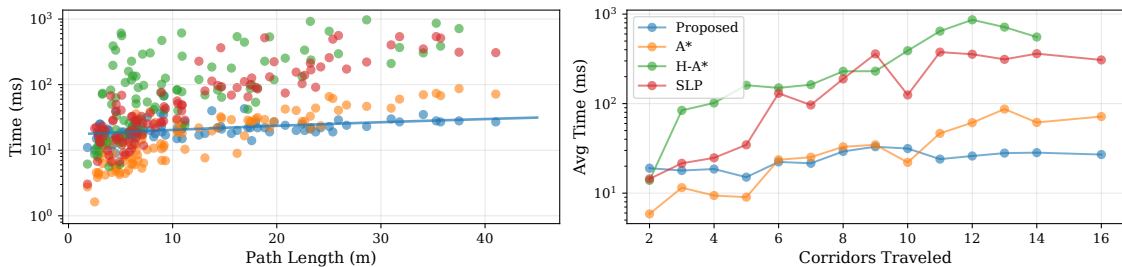 10³
10²
10¹
10⁰
Time (ms)
0 10 20 30 40
Path Length (m)
10³
10²
10¹
Avg Time (ms)
Proposed
A*
H-A*
SLP
2 4 6 8 10 12 14 16
Corridors Traveled